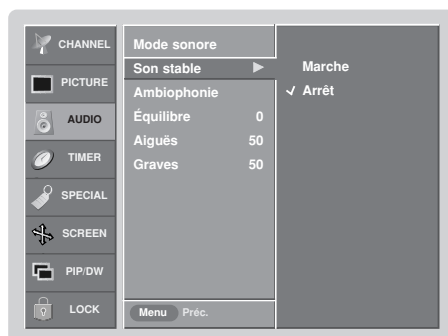 CHANNEL
PICTURE
AUDIO
TIMER
SPECIAL
SCREEN
PIP/DW
LOCK
Mode sonore
Son stable
Ambiophonie
Équilibre 0
Aiguës 50
Graves 50
Menu Préc.
Marche
Arrêt